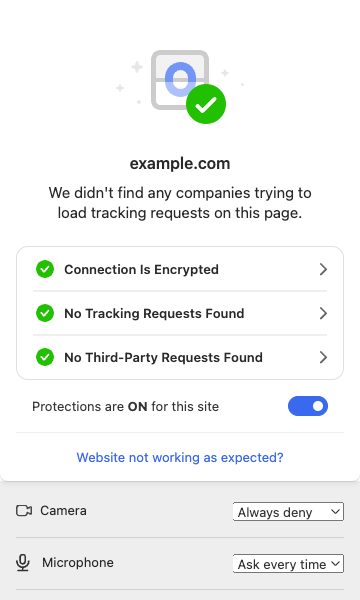 example.com
We didn't find any companies trying to
load tracking requests on this page.
Connection Is Encrypted
No Tracking Requests Found
No Third-Party Requests Found
Protections are ON for this site
Website not working as expected?
Camera
Always deny
Microphone
Ask every time